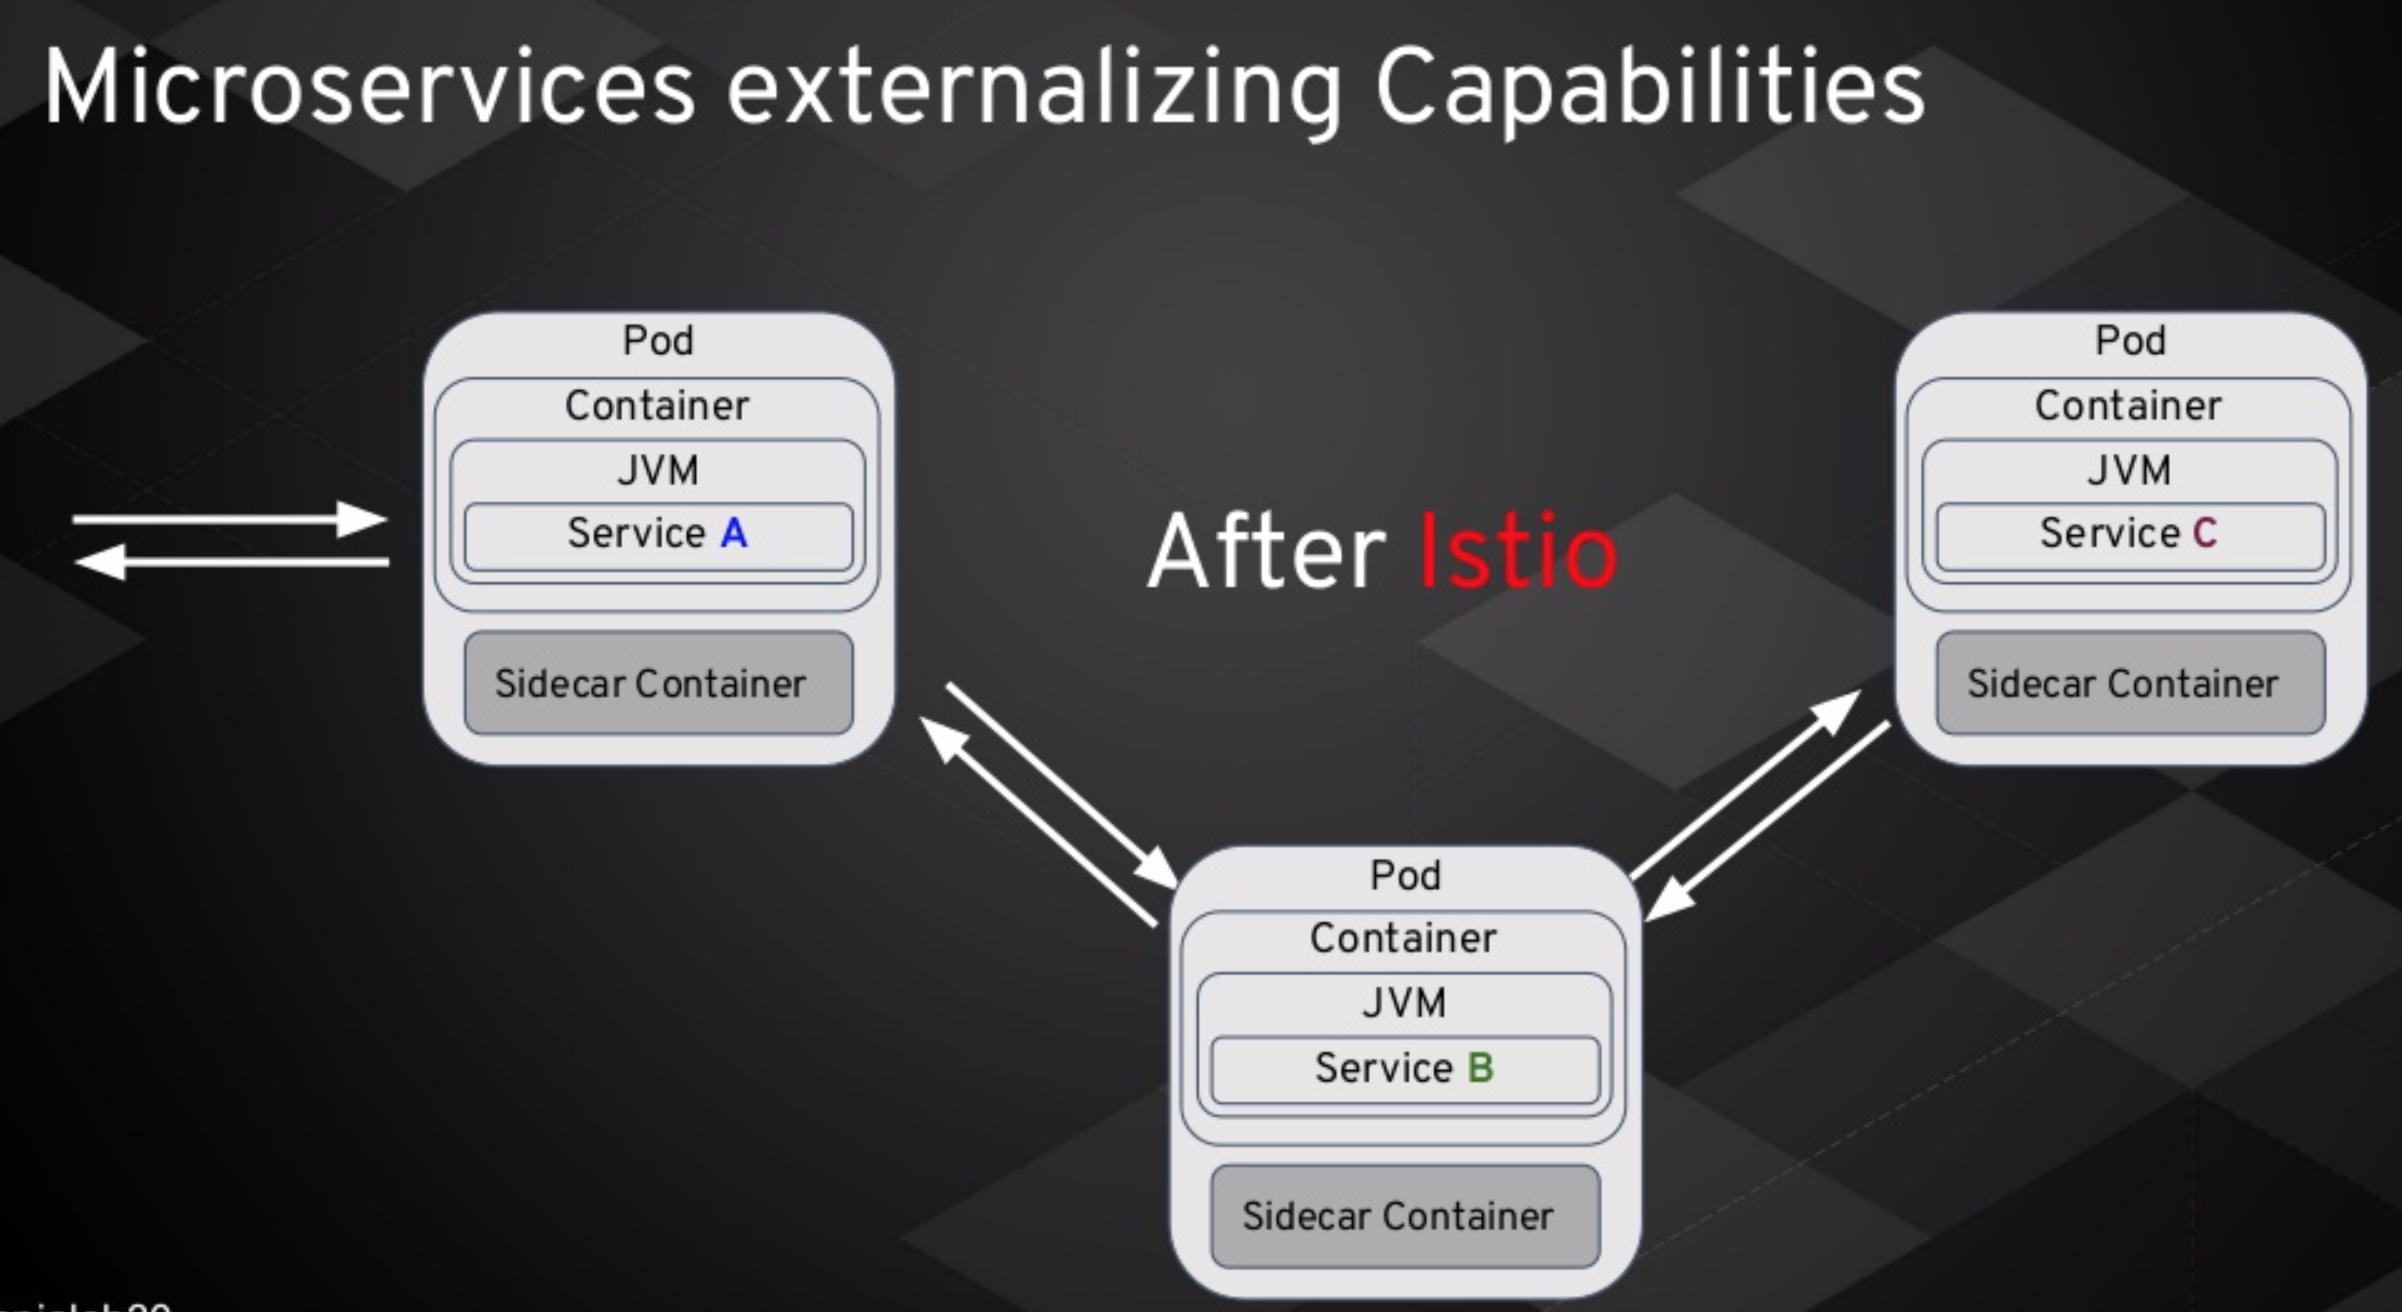 Microservices externalizing Capabilities
Pod
Container
JVM
Service A
Sidecar Container
After Istio
Pod
Container
JVM
Service C
Sidecar Container
Pod
Container
JVM
Service B
Sidecar Container